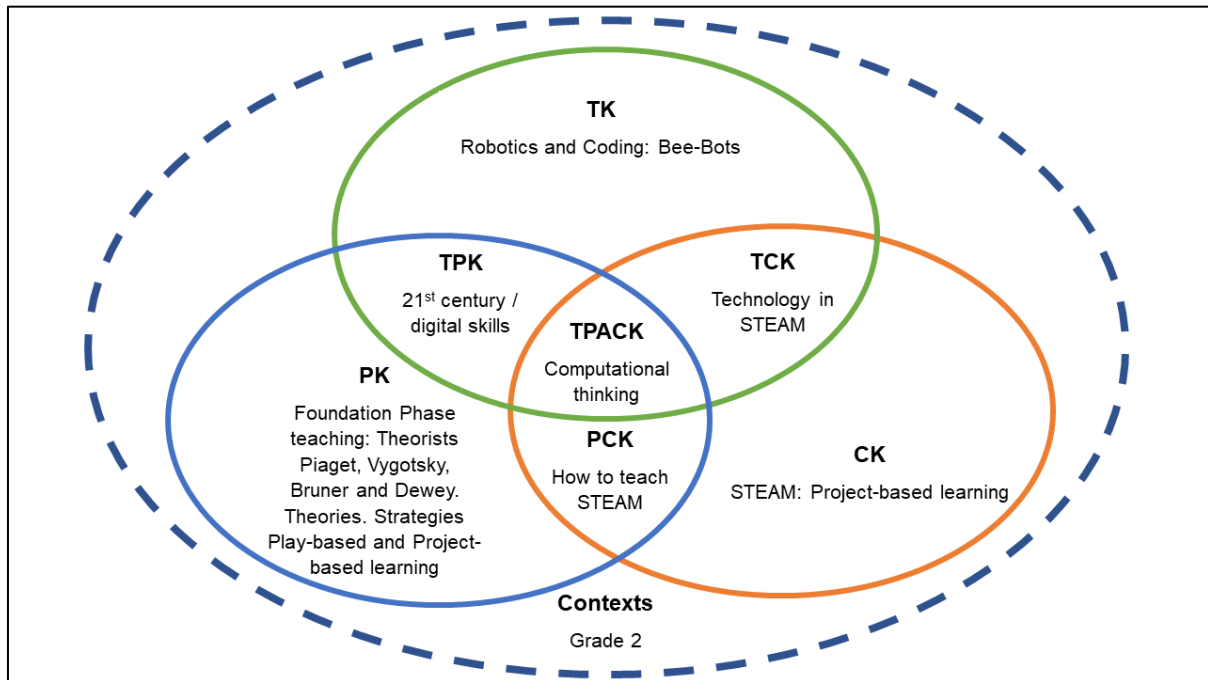 TK
Robotics and Coding: Bee-Bots
TPK
21st century /
digital skills
TCK
Technology in
STEAM
TPACK
Computational
thinking
PK
Foundation Phase
teaching: Theorists
Piaget, Vygotsky,
Bruner and Dewey.
Theories. Strategies
Play-based and Project-
based learning
PCK
How to teach
STEAM
CK
STEAM: Project-based learning
Contexts
Grade 2